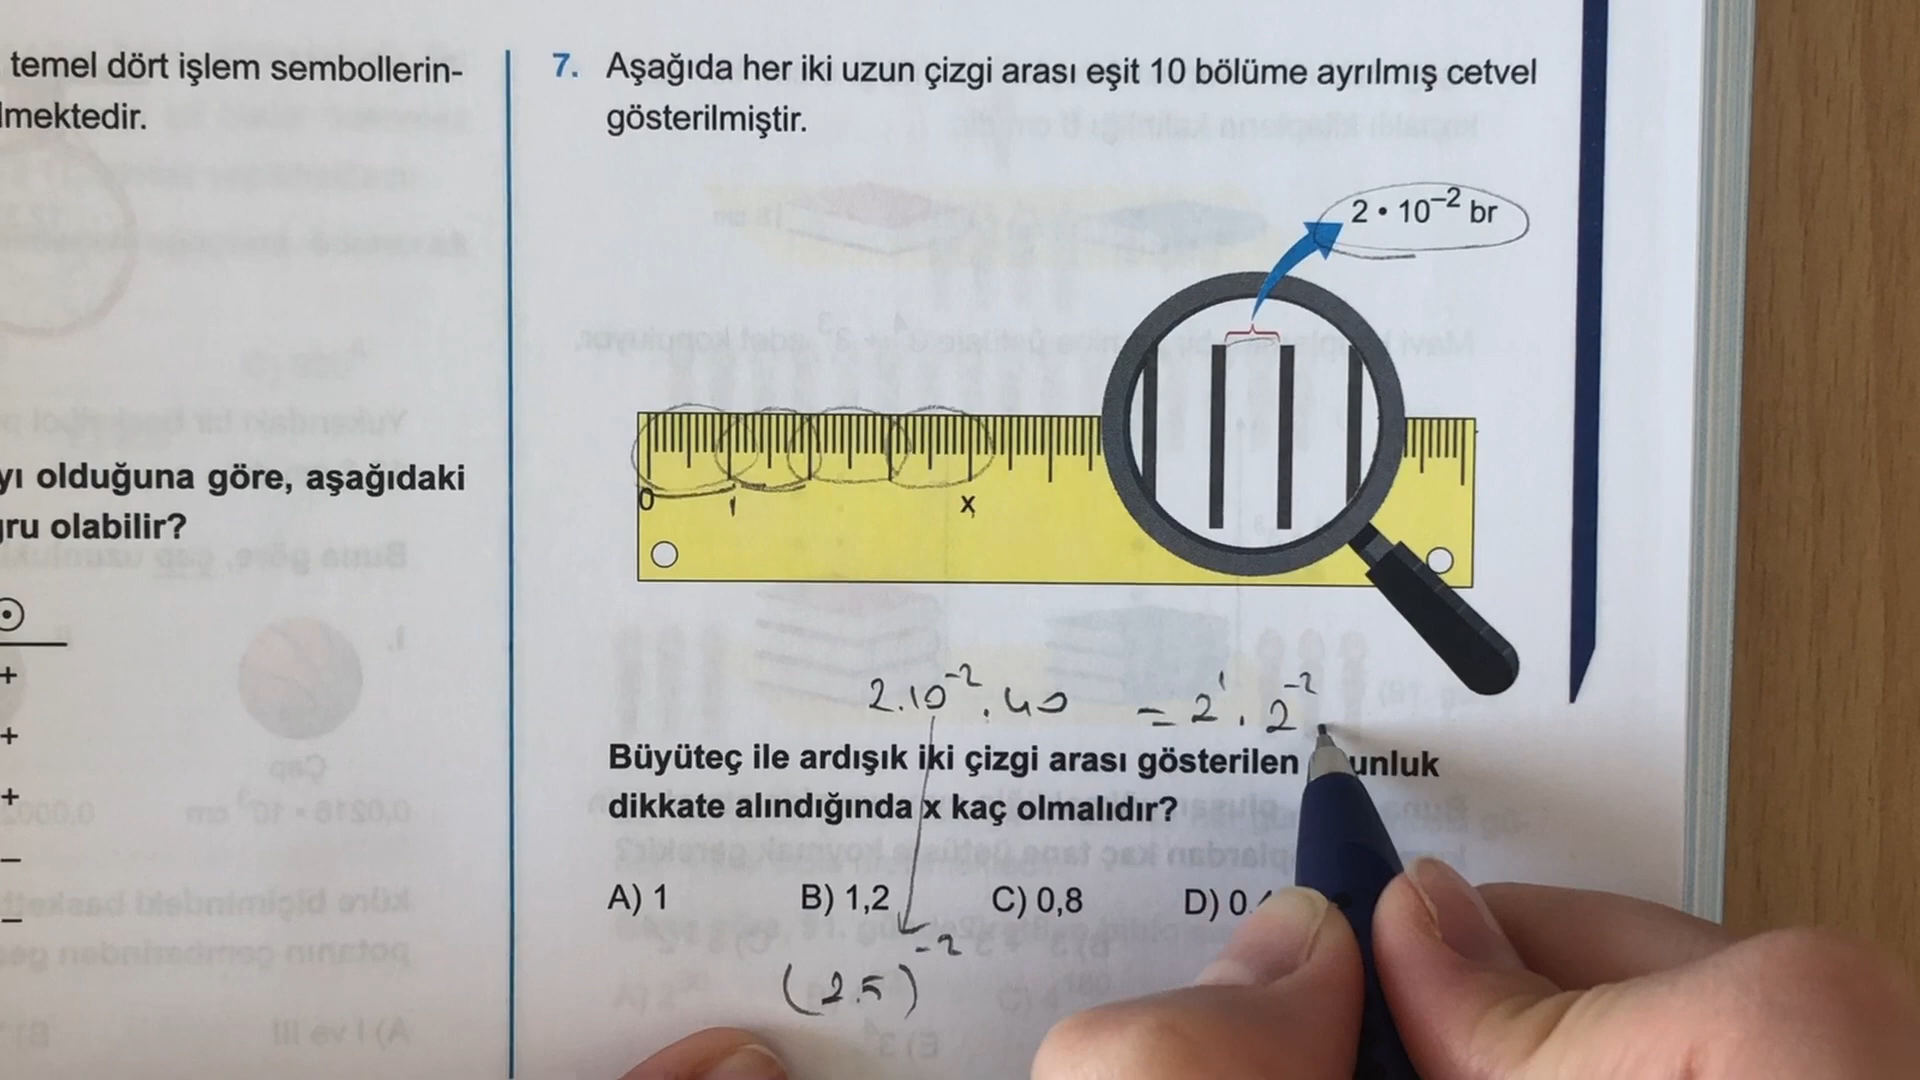 temel dört işlem sembollerin-
lmektedir.
yı olduğuna göre, aşağıdaki
ru olabilir?
+
+
+
–
–
7. Aşağıda her iki uzun çizgi arası eşit 10 bölüme ayrılmış cetvel
gösterilmiştir.
2 • 10⁻² br
0 1 x
2.10⁻² . 40 = 2¹ . 2⁻²
Büyüteç ile ardışık iki çizgi arası gösterilen unluk
dikkate alındığında x kaç olmalıdır?
A) 1 B) 1,2 C) 0,8 D) 0
(2.5)⁻²